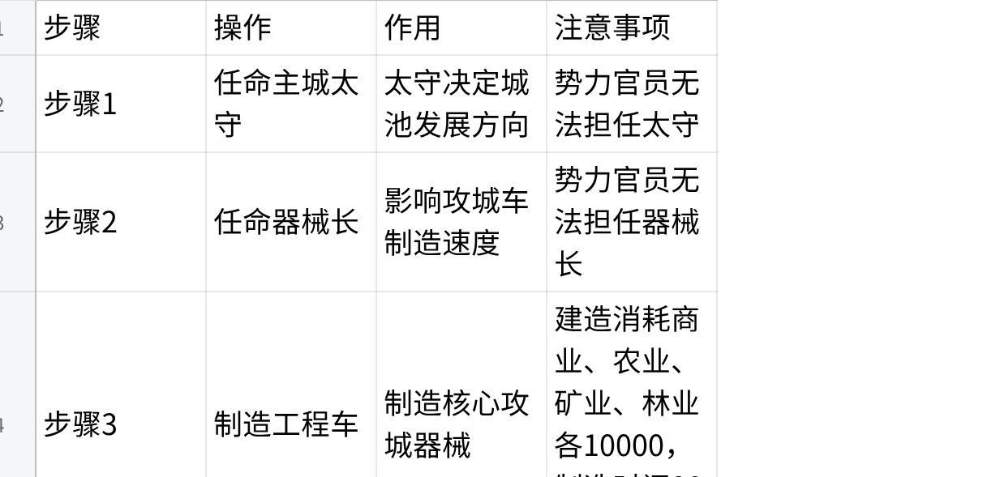 步骤
操作
作用
注意事项
步骤1
任命主城太
守
太守决定城
池发展方向
势力官员无
法担任太守
步骤2
任命器械长
影响攻城车
制造速度
势力官员无
法担任器械
长
步骤3
制造工程车
制造核心攻
城器械
建造消耗商
业、农业、
矿业、林业
各10000，